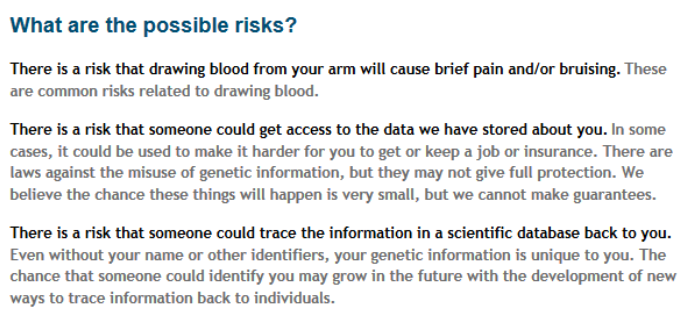 What are the possible risks?
There is a risk that drawing blood from your arm will cause brief pain and/or bruising. These
are common risks related to drawing blood.
There is a risk that someone could get access to the data we have stored about you. In some
cases, it could be used to make it harder for you to get or keep a job or insurance. There are
laws against the misuse of genetic information, but they may not give full protection. We
believe the chance these things will happen is very small, but we cannot make guarantees.
There is a risk that someone could trace the information in a scientific database back to you.
Even without your name or other identifiers, your genetic information is unique to you. The
chance that someone could identify you may grow in the future with the development of new
ways to trace information back to individuals.